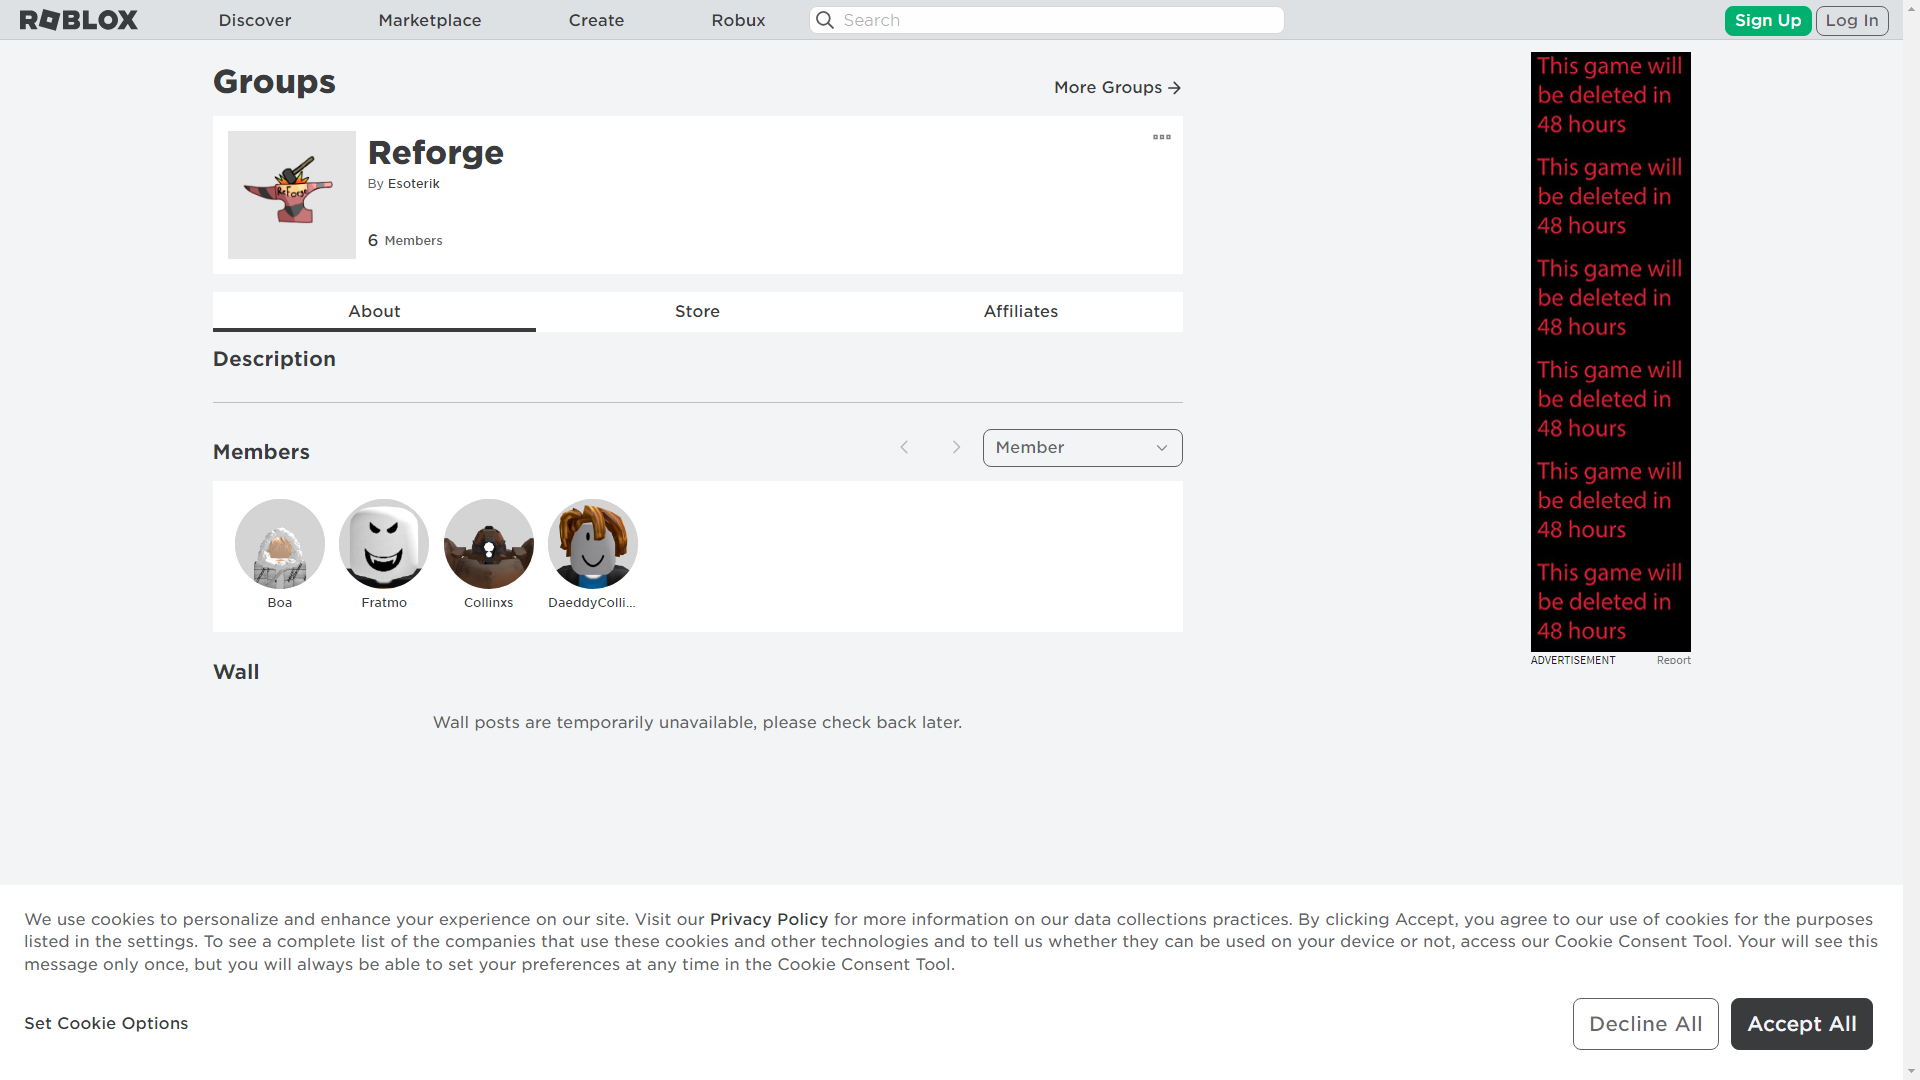 ROBLOX
Discover
Marketplace
Create
Robux
Search
Sign Up
Log In
Groups
More Groups
ReForge
Reforge
By Esoterik
6 Members
About
Store
Affiliates
Description
Members
Member
Boa
Fratmo
Collinxs
DaeddyColli...
Wall
Wall posts are temporarily unavailable, please check back later.
This game will
be deleted in
48 hours
This game will
be deleted in
48 hours
This game will
be deleted in
48 hours
This game will
be deleted in
48 hours
This game will
be deleted in
48 hours
This game will
be deleted in
48 hours
ADVERTISEMENT
Report
We use cookies to personalize and enhance your experience on our site. Visit our Privacy Policy for more information on our data collections practices. By clicking Accept, you agree to our use of cookies for the purposes
listed in the settings. To see a complete list of the companies that use these cookies and other technologies and to tell us whether they can be used on your device or not, access our Cookie Consent Tool. Your will see this
message only once, but you will always be able to set your preferences at any time in the Cookie Consent Tool.
Set Cookie Options
Decline All
Accept All